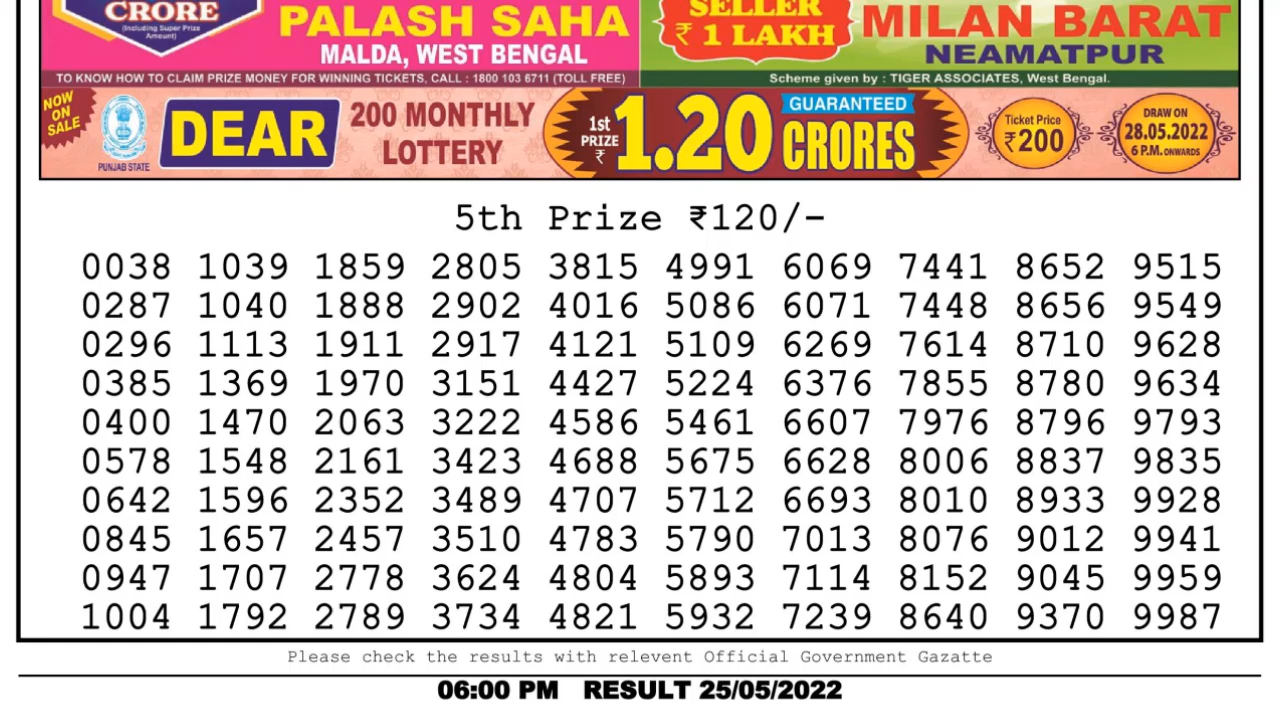 CRORE
(Including Super Prize
Amount)
PALASH SAHA
MALDA, WEST BENGAL
SELLER
₹ 1 LAKH
MILAN BARAT
NEAMATPUR
TO KNOW HOW TO CLAIM PRIZE MONEY FOR WINNING TICKETS, CALL : 1800 103 6711 (TOLL FREE)
Scheme given by : TIGER ASSOCIATES, West Bengal.
NOW
ON
SALE
PUNJAB STATE
DEAR
200 MONTHLY
LOTTERY
1st
PRIZE
₹
1.20
GUARANTEED
CRORES
Ticket Price
₹200
DRAW ON
28.05.2022
6 P.M. ONWARDS
5th Prize ₹120/-
0038 1039 1859 2805 3815 4991 6069 7441 8652 9515
0287 1040 1888 2902 4016 5086 6071 7448 8656 9549
0296 1113 1911 2917 4121 5109 6269 7614 8710 9628
0385 1369 1970 3151 4427 5224 6376 7855 8780 9634
0400 1470 2063 3222 4586 5461 6607 7976 8796 9793
0578 1548 2161 3423 4688 5675 6628 8006 8837 9835
0642 1596 2352 3489 4707 5712 6693 8010 8933 9928
0845 1657 2457 3510 4783 5790 7013 8076 9012 9941
0947 1707 2778 3624 4804 5893 7114 8152 9045 9959
1004 1792 2789 3734 4821 5932 7239 8640 9370 9987
Please check the results with relevent Official Government Gazatte
06:00 PM RESULT 25/05/2022